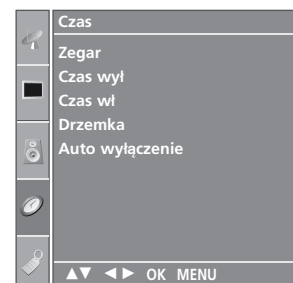 Czas
Zegar
Czas wył
Czas wł
Drzemka
Auto wyłączenie
▲▼ ◄► OK MENU